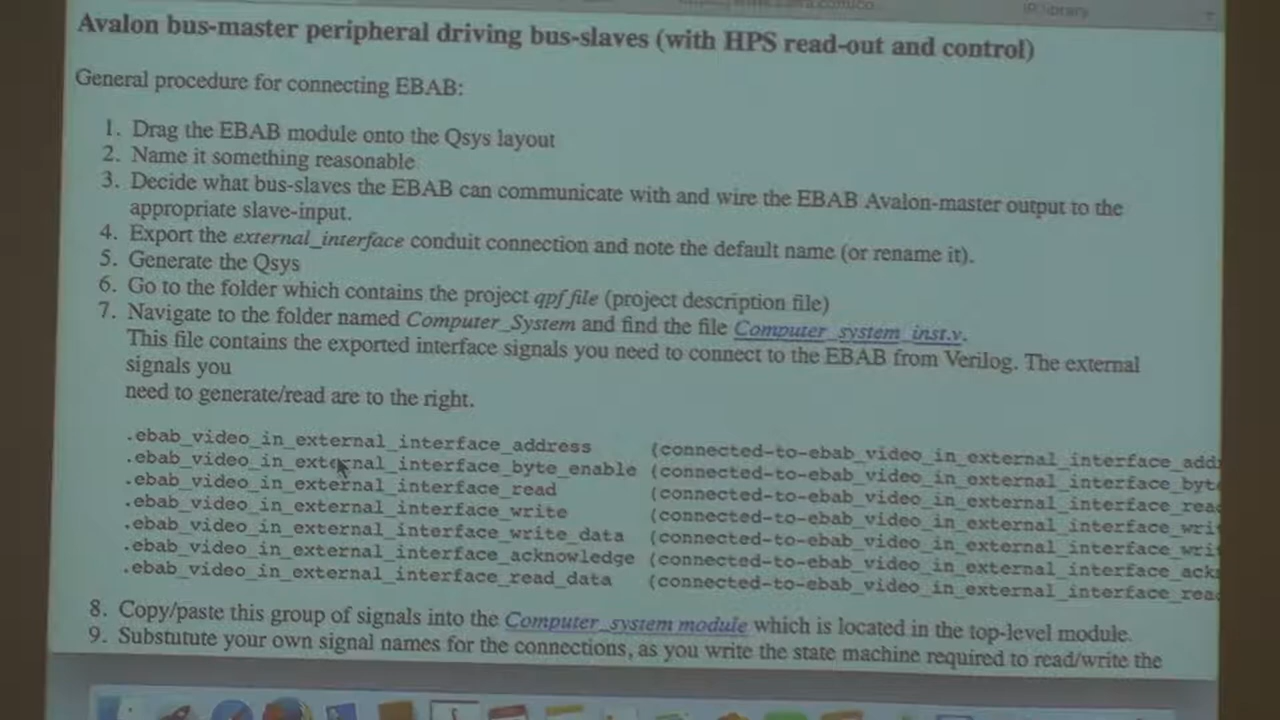 IP library
Avalon bus-master peripheral driving bus-slaves (with HPS read-out and control)
General procedure for connecting EBAB:
1. Drag the EBAB module onto the Qsys layout
2. Name it something reasonable
3. Decide what bus-slaves the EBAB can communicate with and wire the EBAB Avalon-master output to the
appropriate slave-input.
4. Export the external_interface conduit connection and note the default name (or rename it).
5. Generate the Qsys
6. Go to the folder which contains the project qpf file (project description file)
7. Navigate to the folder named Computer_System and find the file Computer_system_inst.v.
This file contains the exported interface signals you need to connect to the EBAB from Verilog. The external
signals you
need to generate/read are to the right.
.ebab_video_in_external_interface_address (connected-to-ebab_video_in_external_interface_addr
.ebab_video_in_external_interface_byte_enable (connected-to-ebab_video_in_external_interface_byte
.ebab_video_in_external_interface_read (connected-to-ebab_video_in_external_interface_read
.ebab_video_in_external_interface_write (connected-to-ebab_video_in_external_interface_writ
.ebab_video_in_external_interface_write_data (connected-to-ebab_video_in_external_interface_writ
.ebab_video_in_external_interface_acknowledge (connected-to-ebab_video_in_external_interface_ackn
.ebab_video_in_external_interface_read_data (connected-to-ebab_video_in_external_interface_read
8. Copy/paste this group of signals into the Computer_system module which is located in the top-level module.
9. Substutute your own signal names for the connections, as you write the state machine required to read/write the